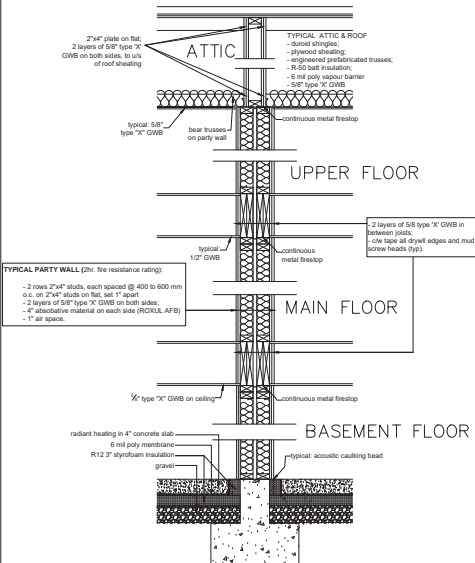 2"x4" plate on flat;
2 layers of 5/8" type 'X'
GWB on both sides, to u/s
of roof sheating
ATTIC
TYPICAL ATTIC & ROOF
- duroid shingles;
- plywood sheating;
- engineered prefabricated trusses;
- R-50 batt insulation;
- 6 mil poly vapour barrier
- 5/8" type 'X' GWB
typical: 5/8"
type "X" GWB
bear trusses
on party wall
continuous metal firestop
UPPER FLOOR
- 2 layers of 5/8 type 'X' GWB in
between joists;
- c/w tape all drywll edges and mud
screw heads (typ).
typical:
1/2" GWB
continuous
metal firestop
TYPICAL PARTY WALL (2hr. fire resistance rating):
- 2 rows 2"x4" studs, each spaced @ 400 to 600 mm
o.c. on 2"x4" studs on flat, set 1" apart
- 2 layers of 5/8" type 'X' GWB on both sides;
- 4" absobative material on each side (ROXUL AFB)
- 1" air space.
MAIN FLOOR
5/8" type "X" GWB on ceiling
continuous metal firestop
BASEMENT FLOOR
radiant heating in 4" concrete slab
6 mil poly membrane
R12 3" styrofoam insulation
gravel
typical: acoustic caulking bead